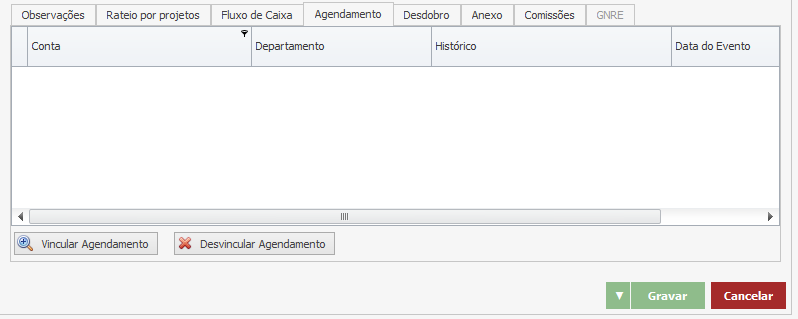 Observações Rateio por projetos Fluxo de Caixa Agendamento Desdobro Anexo Comissões GNRE
Conta Departamento Histórico Data do Evento
Vincular Agendamento Desvincular Agendamento
Gravar Cancelar